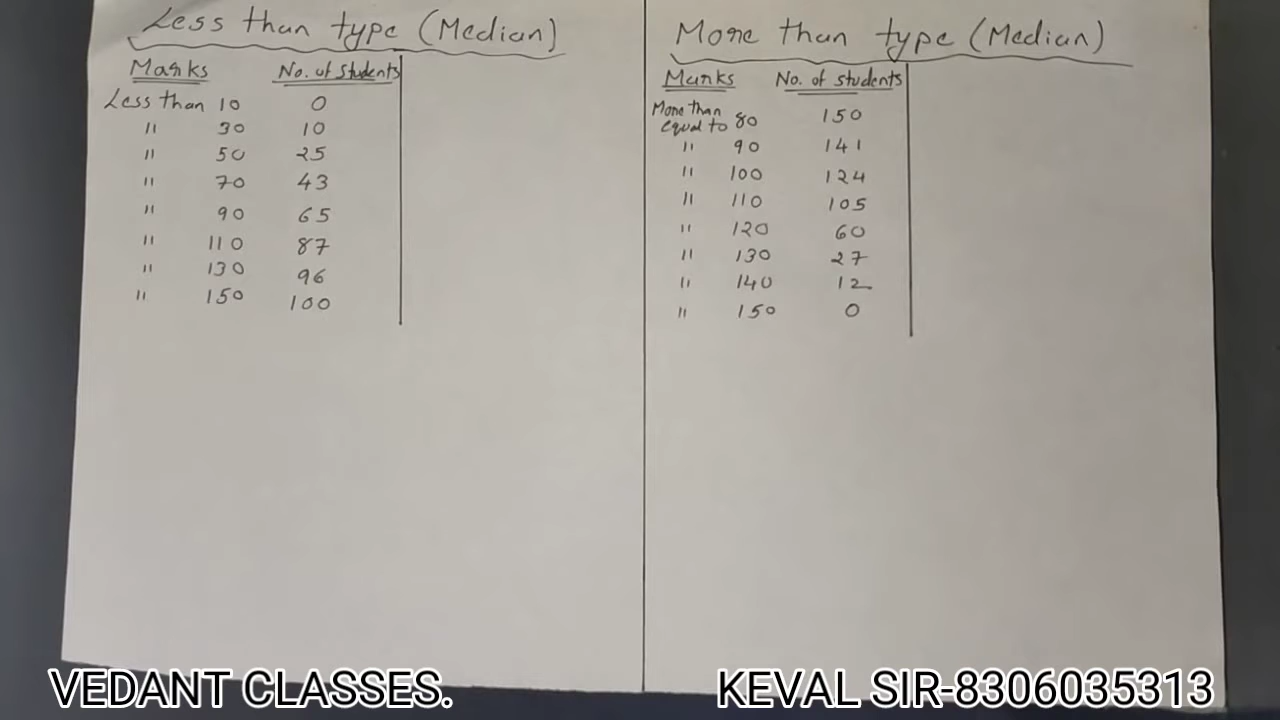 Less than type (Median)
Marks No. of students
Less than 10 0
" 30 10
" 50 25
" 70 43
" 90 65
" 110 87
" 130 96
" 150 100
More than type (Median)
Marks No. of students
More than
equal to 80 150
" 90 141
" 100 124
" 110 105
" 120 60
" 130 27
" 140 12
" 150 0
VEDANT CLASSES.
KEVAL SIR-8306035313